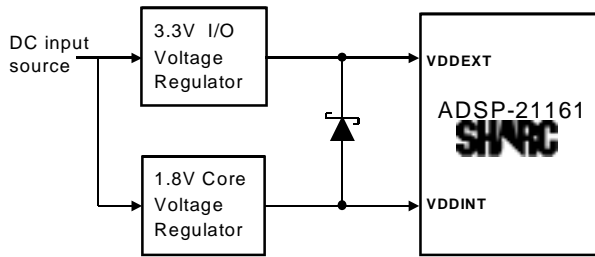 DC input
source
3.3V I/O
Voltage
Regulator
VDDEXT
ADSP-21161
SHARC
1.8V Core
Voltage
Regulator
VDDINT